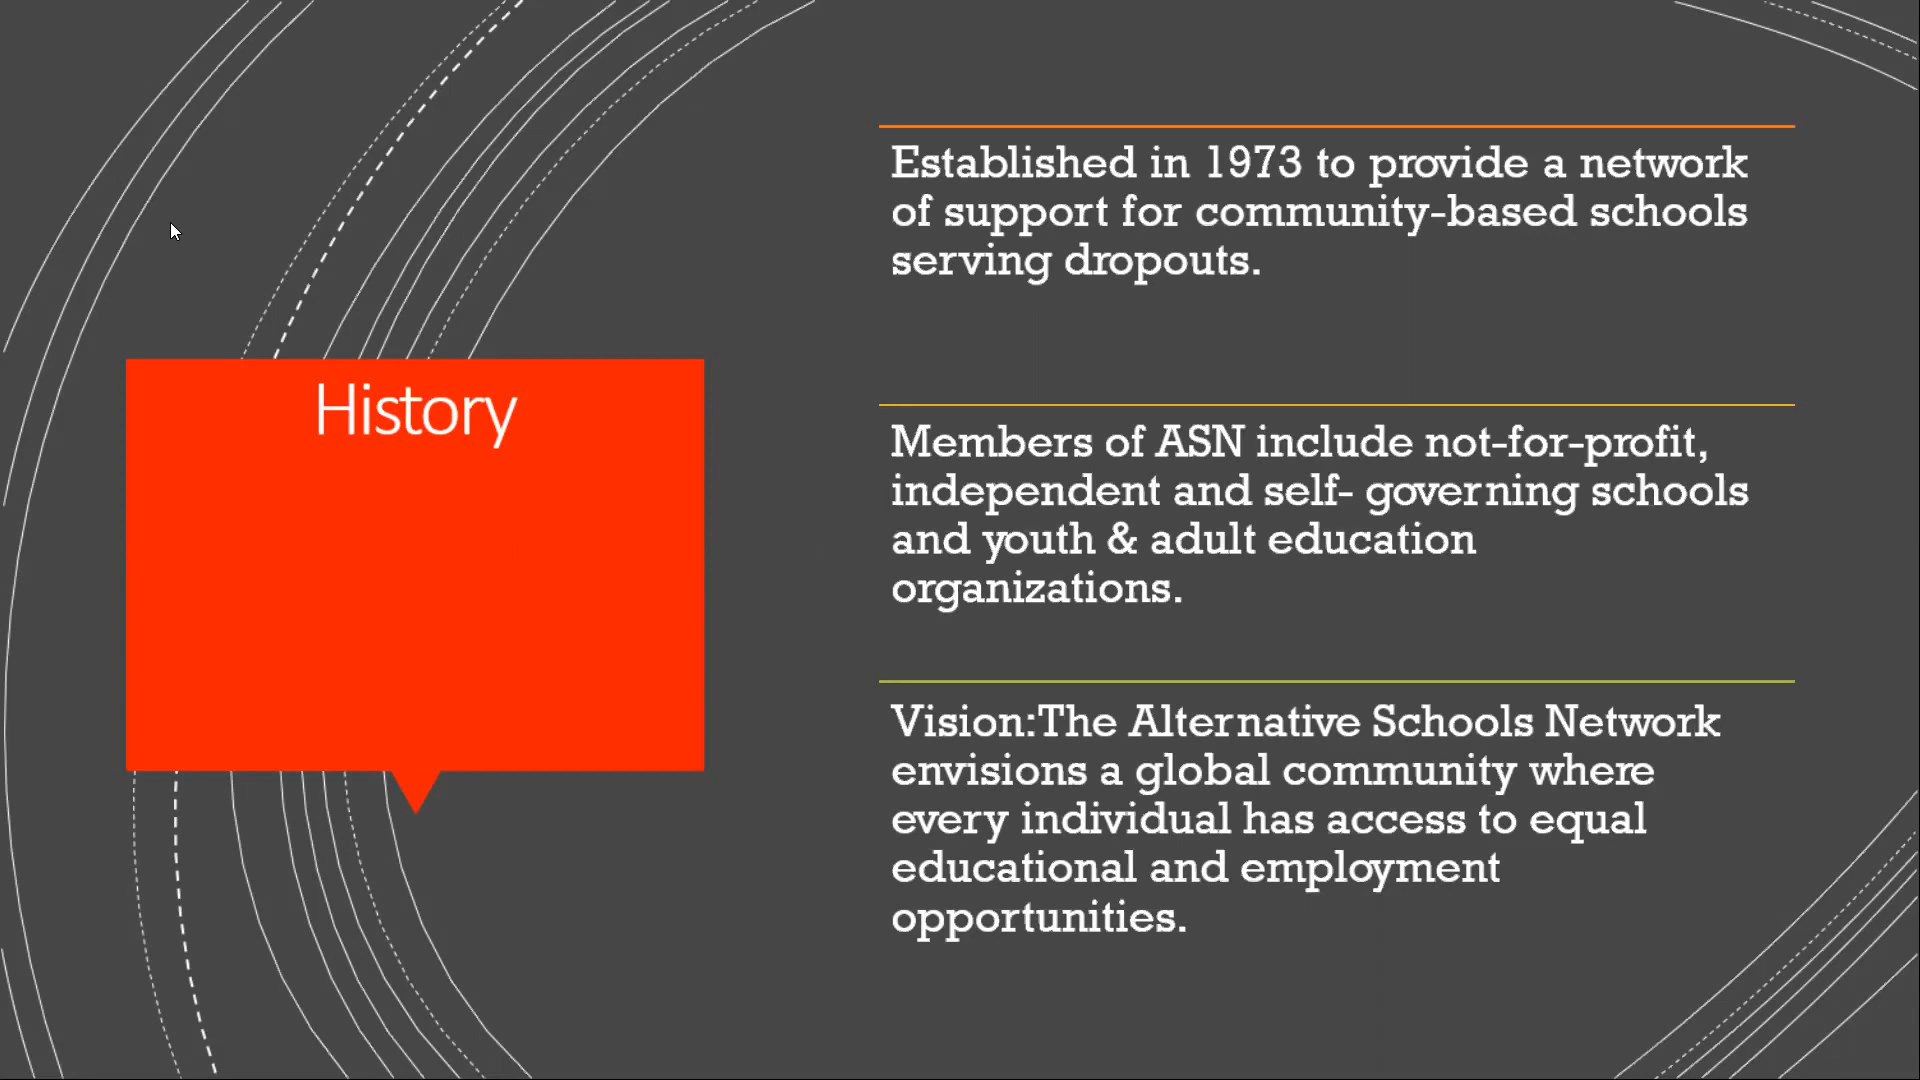 History
Established in 1973 to provide a network
of support for community-based schools
serving dropouts.
Members of ASN include not-for-profit,
independent and self- governing schools
and youth & adult education
organizations.
Vision:The Alternative Schools Network
envisions a global community where
every individual has access to equal
educational and employment
opportunities.